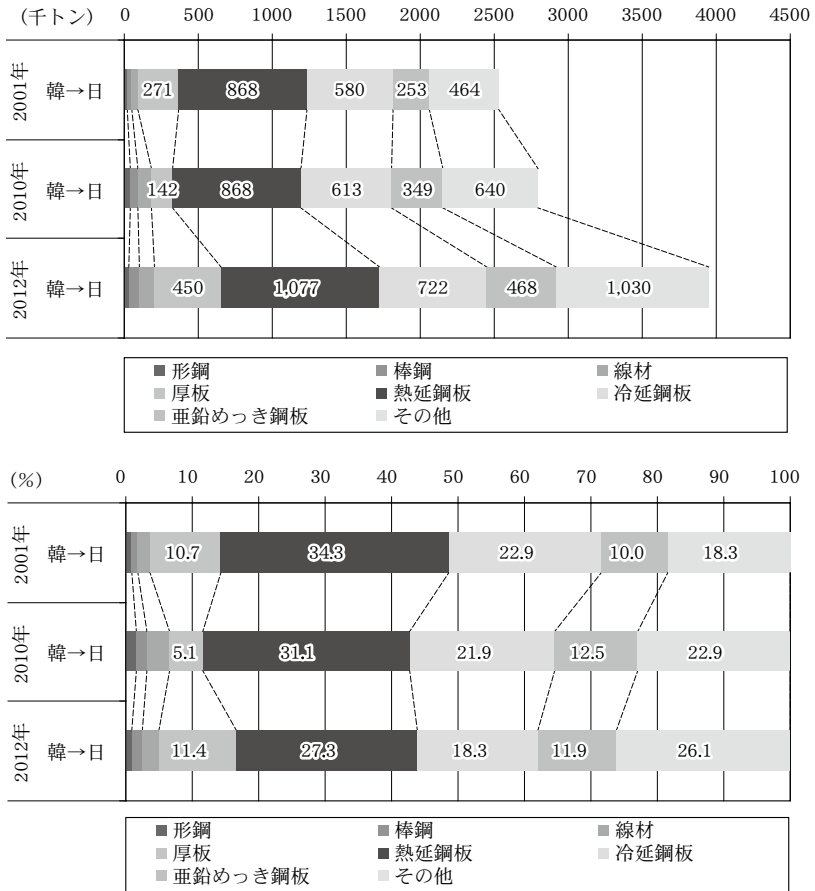 (千トン) 0 500 1000 1500 2000 2500 3000 3500 4000 4500
2001年 韓→日 271 868 580 253 464
2010年 韓→日 142 868 613 349 640
2012年 韓→日 450 1,077 722 468 1,030
■ 形鋼 ■ 棒鋼 ■ 線材
■ 厚板 ■ 熱延鋼板 ■ 冷延鋼板
■ 亜鉛めっき鋼板 ■ その他
(%) 0 10 20 30 40 50 60 70 80 90 100
2001年 韓→日 10.7 34.3 22.9 10.0 18.3
2010年 韓→日 5.1 31.1 21.9 12.5 22.9
2012年 韓→日 11.4 27.3 18.3 11.9 26.1
■ 形鋼 ■ 棒鋼 ■ 線材
■ 厚板 ■ 熱延鋼板 ■ 冷延鋼板
■ 亜鉛めっき鋼板 ■ その他